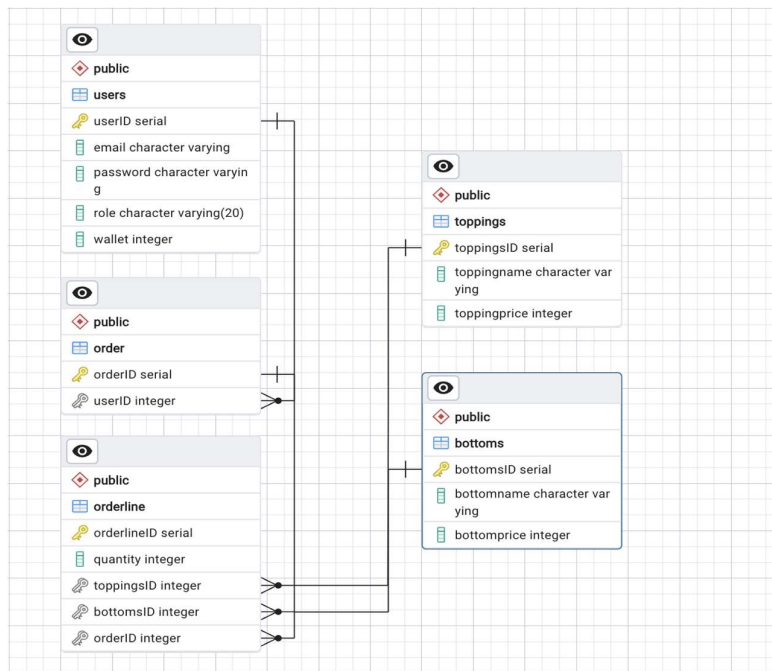 public
users
userID serial
email character varying
password character varyin
g
role character varying(20)
wallet integer
public
order
orderID serial
userID integer
public
orderline
orderlineID serial
quantity integer
toppingsID integer
bottomsID integer
orderID integer
public
toppings
toppingsID serial
toppingname character var
ying
toppingprice integer
public
bottoms
bottomsID serial
bottomname character var
ying
bottomprice integer